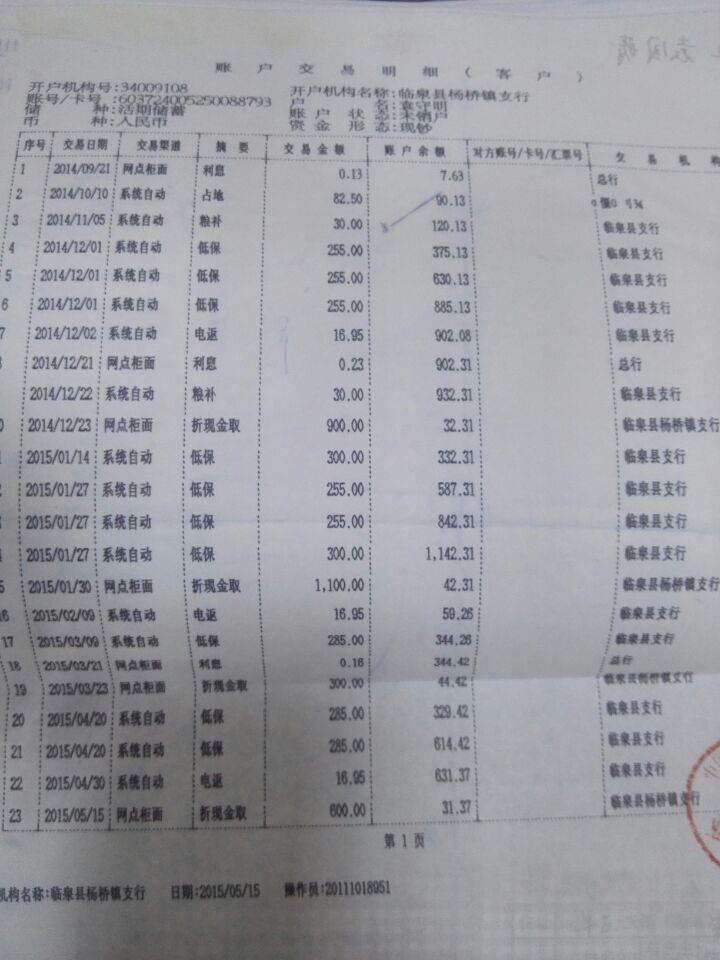 账 户 交 易 明 细 ( 客 户 )
开户机构号:34009108 开户机构名称:临泉县杨桥镇支行
账号/卡号:603724005250088793 户 名:袁守明
储 种:活期储蓄 账 户 状 态:未销户
币 种:人民币 资 金 形 态:现钞
序号 交易日期 交易渠道 摘 要 交 易 金 额 账 户 余 额 对方账号/卡号/汇票号 交 易 机 构
1 2014/09/21 网点柜面 利息 0.13 7.63 总行
2 2014/10/10 系统自动 占地 82.50 90.13
3 2014/11/05 系统自动 粮补 30.00 120.13 临泉县支行
4 2014/12/01 系统自动 低保 255.00 375.13 临泉县支行
5 2014/12/01 系统自动 低保 255.00 630.13 临泉县支行
6 2014/12/01 系统自动 低保 255.00 885.13 临泉县支行
7 2014/12/02 系统自动 电返 16.95 902.08 临泉县支行
2014/12/21 网点柜面 利息 0.23 902.31 总行
2014/12/22 系统自动 粮补 30.00 932.31 临泉县支行
0 2014/12/23 网点柜面 折现金取 900.00 32.31 临泉县杨桥镇支行
1 2015/01/14 系统自动 低保 300.00 332.31 临泉县支行
2015/01/27 系统自动 低保 255.00 587.31 临泉县支行
2015/01/27 系统自动 低保 255.00 842.31 临泉县支行
2015/01/27 系统自动 低保 300.00 1,142.31 临泉县支行
5 2015/01/30 网点柜面 折现金取 1,100.00 42.31 临泉县杨桥镇支行
16 2015/02/09 系统自动 电返 16.95 59.26 临泉县支行
17 2015/03/09 系统自动 低保 285.00 344.26 临泉县支行
18 2015/03/21 网点柜面 利息 0.16 344.42 总行
19 2015/03/23 网点柜面 折现金取 300.00 44.42 临泉县杨桥镇支行
20 2015/04/20 系统自动 低保 285.00 329.42 临泉县支行
21 2015/04/20 系统自动 低保 285.00 614.42 临泉县支行
22 2015/04/30 系统自动 电返 16.95 631.37 临泉县支行
23 2015/05/15 网点柜面 折现金取 600.00 31.37 临泉县杨桥镇支行
第 1 页
机构名称:临泉县杨桥镇支行 日期:2015/05/15 操作员:20111018951